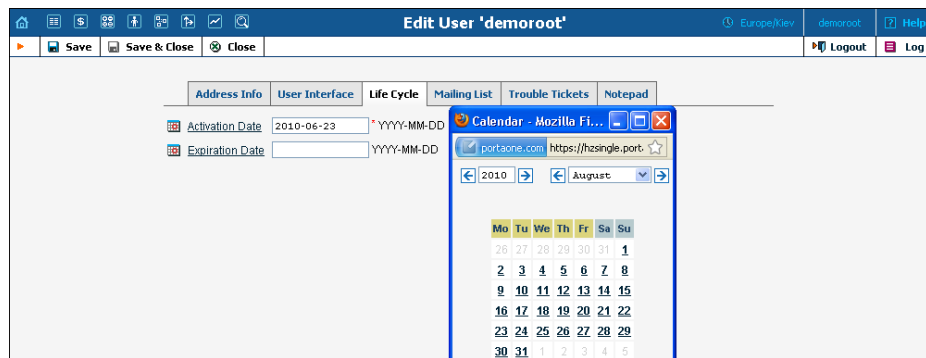 Edit User 'demoroot'
Europe/Kiev
demoroot
? Help
Save
Save & Close
Close
Logout
Log
Address Info
User Interface
Life Cycle
Mailing List
Trouble Tickets
Notepad
Activation Date 2010-06-23 * YYYY-MM-DD
Expiration Date YYYY-MM-DD
Calendar - Mozilla Fi...
portaone.com https://hzsingle.port
2010 August
Mo Tu We Th Fr Sa Su
26 27 28 29 30 31 1
2 3 4 5 6 7 8
9 10 11 12 13 14 15
16 17 18 19 20 21 22
23 24 25 26 27 28 29
30 31 1 2 3 4 5